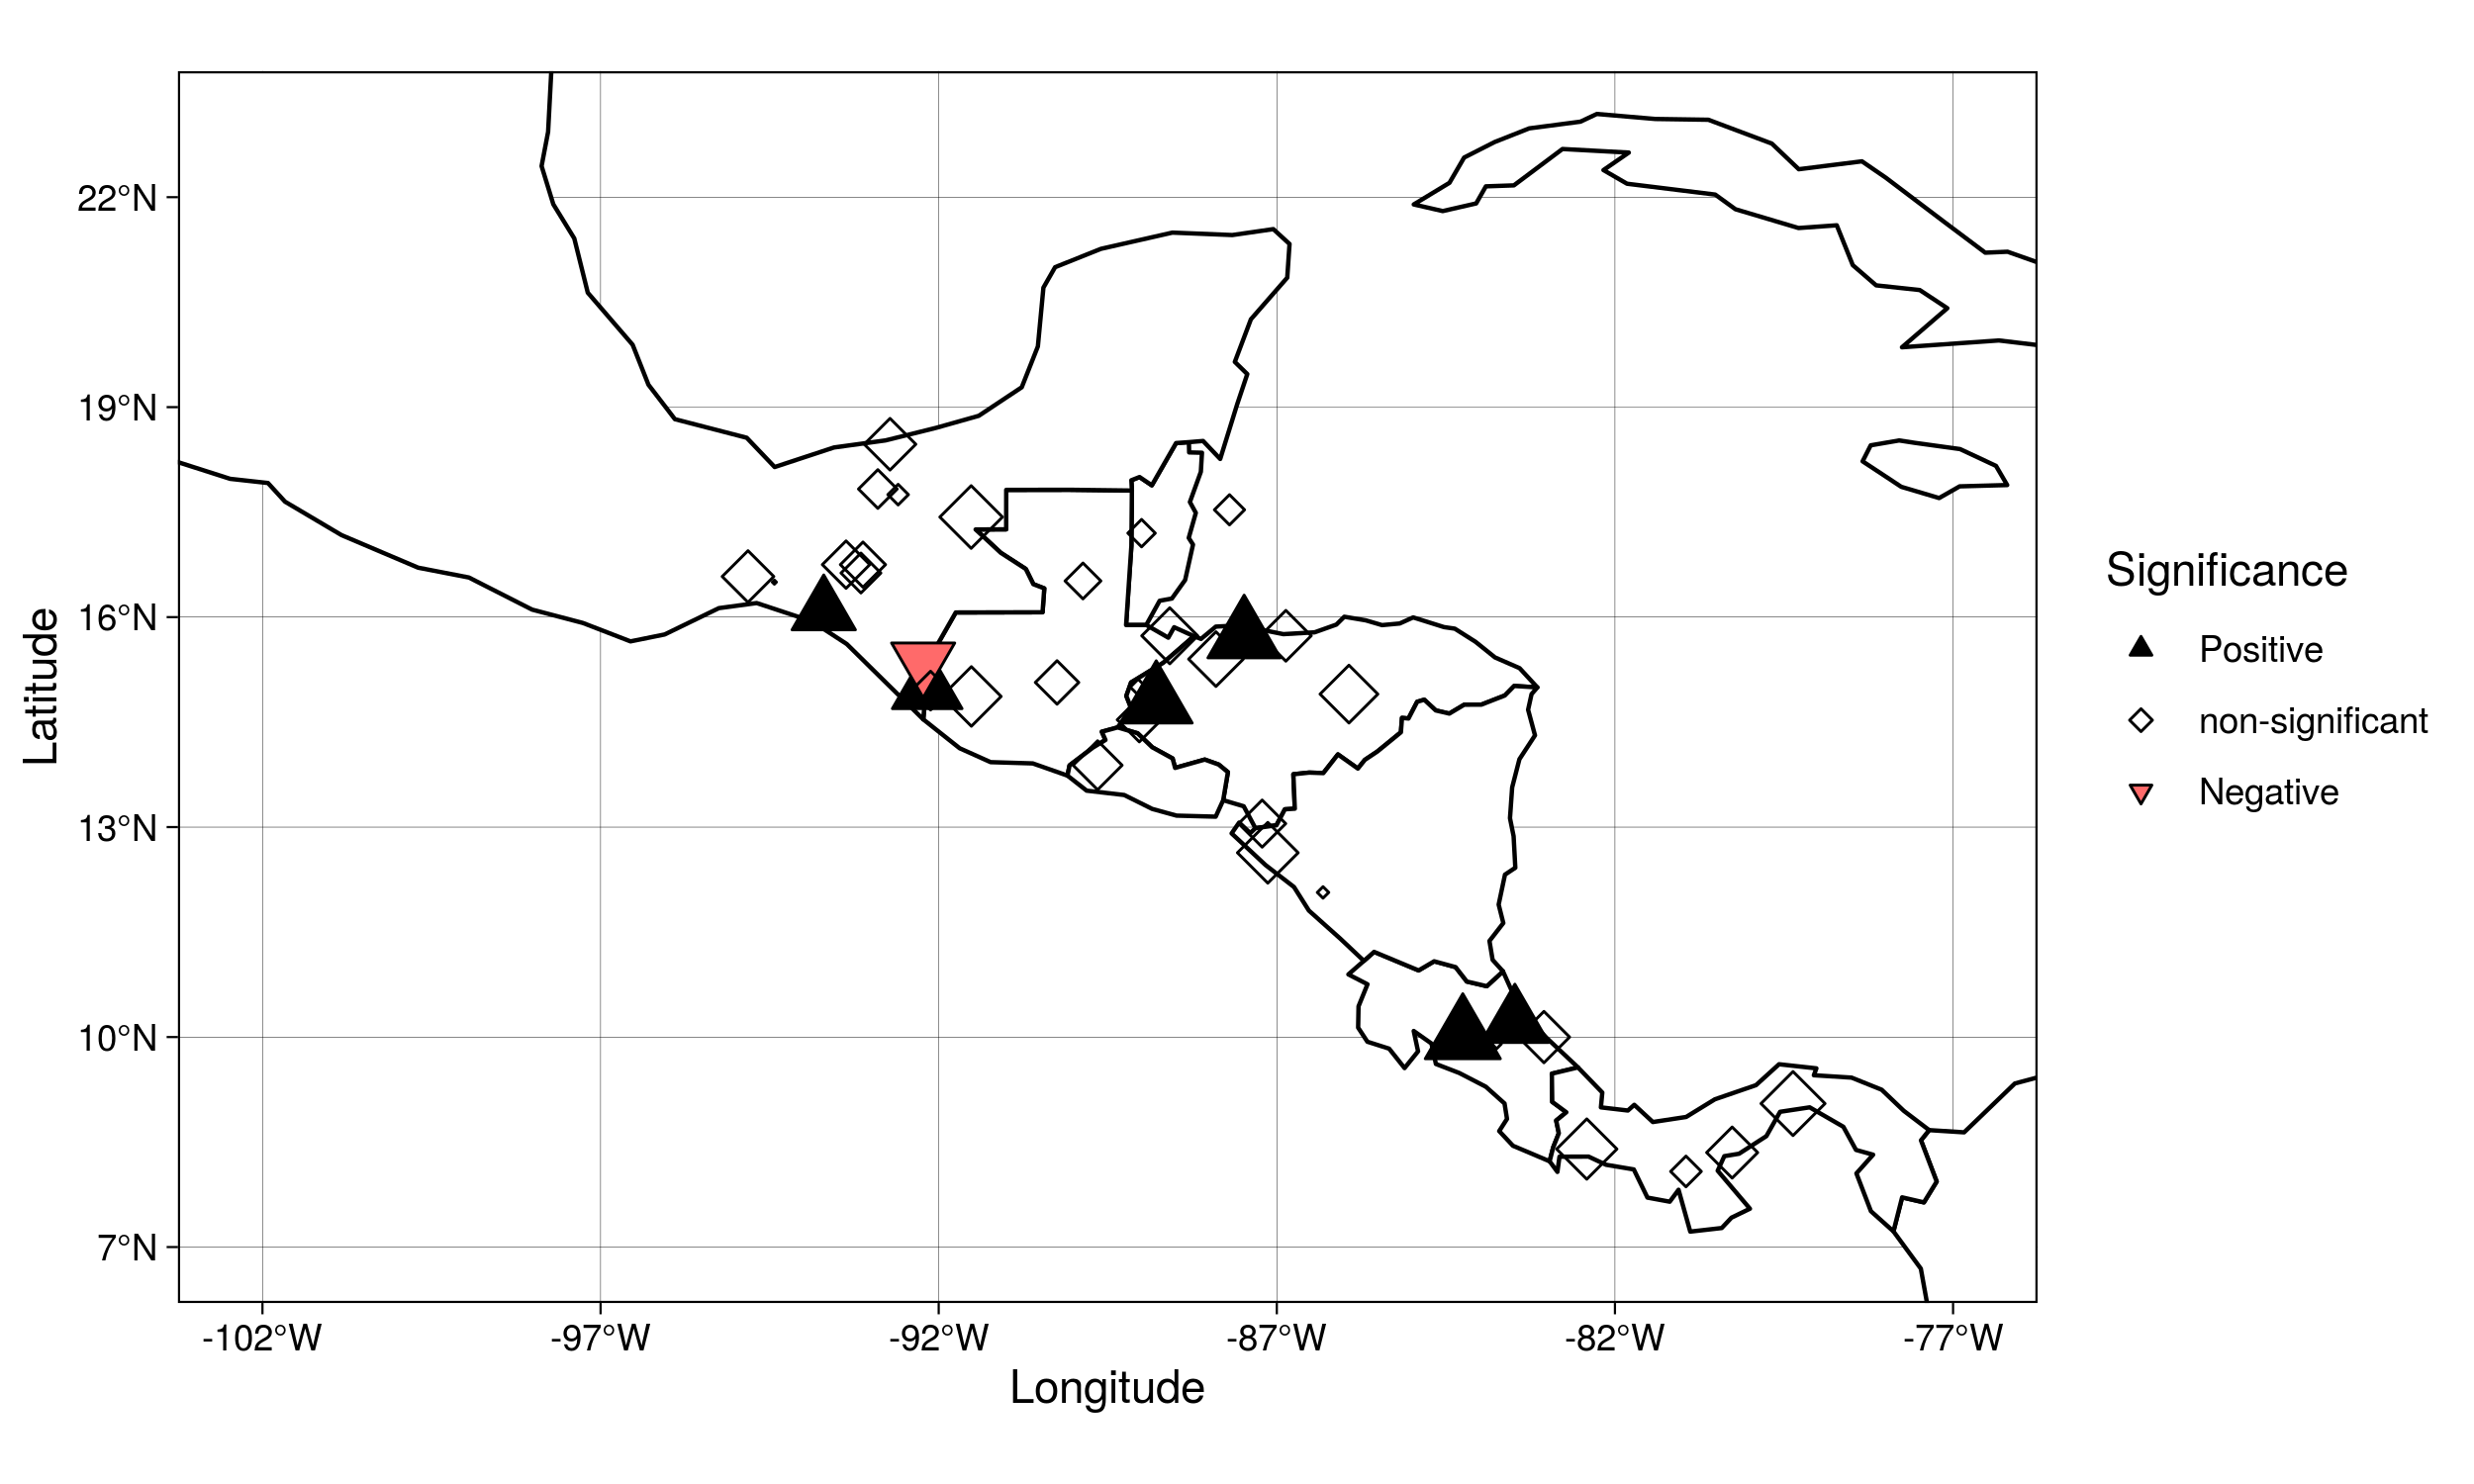 22°N
19°N
16°N
13°N
10°N
7°N
Latitude
-102°W
-97°W
-92°W
-87°W
-82°W
-77°W
Longitude
Significance
Positive
non-significant
Negative